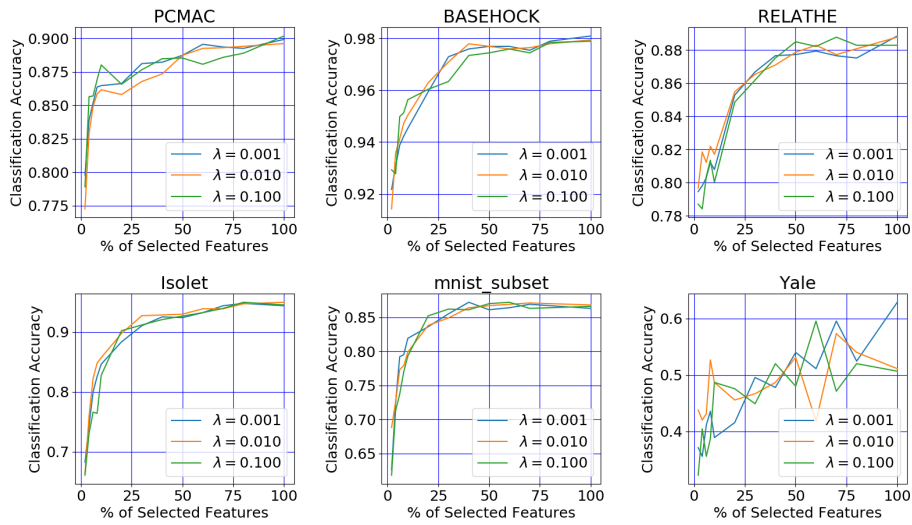 PCMAC
Classification Accuracy
0.900
0.875
0.850
0.825
0.800
0.775
λ = 0.001
λ = 0.010
λ = 0.100
0 25 50 75 100
% of Selected Features
BASEHOCK
Classification Accuracy
0.98
0.96
0.94
0.92
λ = 0.001
λ = 0.010
λ = 0.100
0 25 50 75 100
% of Selected Features
RELATHE
Classification Accuracy
0.88
0.86
0.84
0.82
0.80
0.78
λ = 0.001
λ = 0.010
λ = 0.100
0 25 50 75 100
% of Selected Features
Isolet
Classification Accuracy
0.9
0.8
0.7
λ = 0.001
λ = 0.010
λ = 0.100
0 25 50 75 100
% of Selected Features
mnist_subset
Classification Accuracy
0.85
0.80
0.75
0.70
0.65
λ = 0.001
λ = 0.010
λ = 0.100
0 25 50 75 100
% of Selected Features
Yale
Classification Accuracy
0.6
0.5
0.4
λ = 0.001
λ = 0.010
λ = 0.100
0 25 50 75 100
% of Selected Features